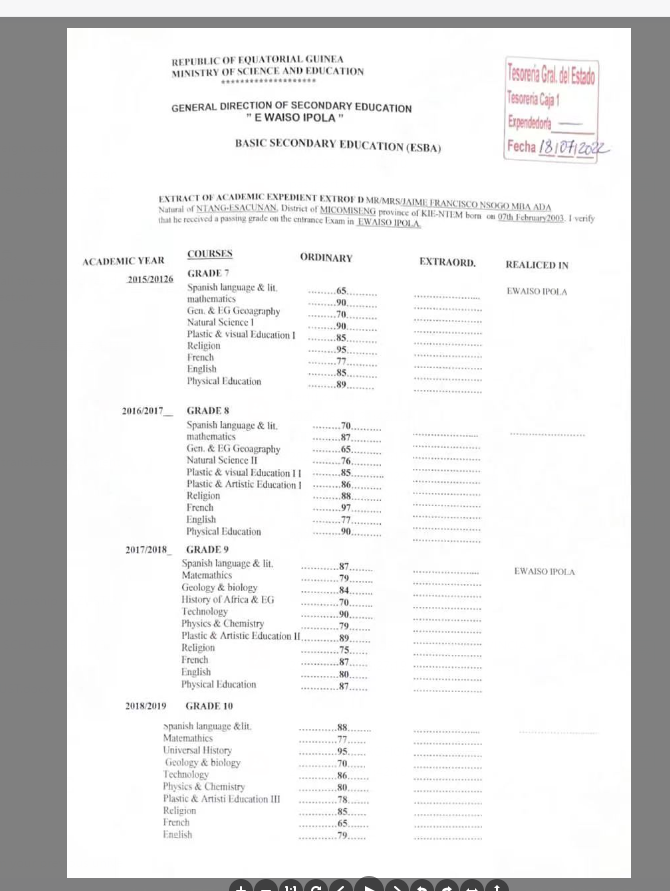 REPUBLIC OF EQUATORIAL GUINEA
MINISTRY OF SCIENCE AND EDUCATION
********************
GENERAL DIRECTION OF SECONDARY EDUCATION
" E WAISO IPOLA "
BASIC SECONDARY EDUCATION (ESBA)
Tesorería Gral. del Estado
Tesorería Caja 1
Expendedoría
Fecha 18/07/2022
EXTRACT OF ACADEMIC EXPEDIENT EXTROF D MR/MRS/JAIME FRANCISCO NSOGO MBA ADA
Natural of NTANG-ESACUNAN, District of MICOMISENG province of KIE-NTEM born on 07th February2003. I verify
that he received a passing grade on the entrance Exam in EWAISO IPOLA.
ACADEMIC YEAR COURSES ORDINARY EXTRAORD. REALICED IN
2015/20126 GRADE 7
Spanish language & lit. .........65.......... .................... EWAISO IPOLA
mathematics .........90.......... ....................
Gen. & EG Geoagraphy .........70.......... ....................
Natural Science I .........90.......... ....................
Plastic & visual Education I .........85.......... ....................
Religion .........95.......... ....................
French .........77.......... ....................
English .........85.......... ....................
Physical Education .........89.......... ....................
2016/2017__ GRADE 8
Spanish language & lit. .........70.......... .................... ....................
mathematics .........87.......... ....................
Gen. & EG Geoagraphy .........65.......... ....................
Natural Science II .........76.......... ....................
Plastic & visual Education I I .........85.......... ....................
Plastic & Artistic Education I .........86.......... ....................
Religion .........88.......... ....................
French .........97.......... ....................
English .........77.......... ....................
Physical Education .........90.......... ....................
2017/2018_ GRADE 9
Spanish language & lit. ............87....... .................... EWAISO IPOLA
Matemathics ............79....... ....................
Geology & biology ............84....... ....................
History of Africa & EG ............70....... ....................
Technology ............90....... ....................
Physics & Chemistry ............79....... ....................
Plastic & Artistic Education II ............89....... ....................
Religion ............75...... ....................
French ............87...... ....................
English ............80...... ....................
Physical Education ............87...... ....................
2018/2019 GRADE 10
Spanish language &lit. ............88....... .................... ....................
Matemathics ............77...... ....................
Universal History ............95...... ....................
Geology & biology ............70...... ....................
Technology ............86...... ....................
Physics & Chemistry ............80...... ....................
Plastic & Artisti Education III ............78...... ....................
Religion ............85...... ....................
French ............65...... ....................
English ............79...... ....................